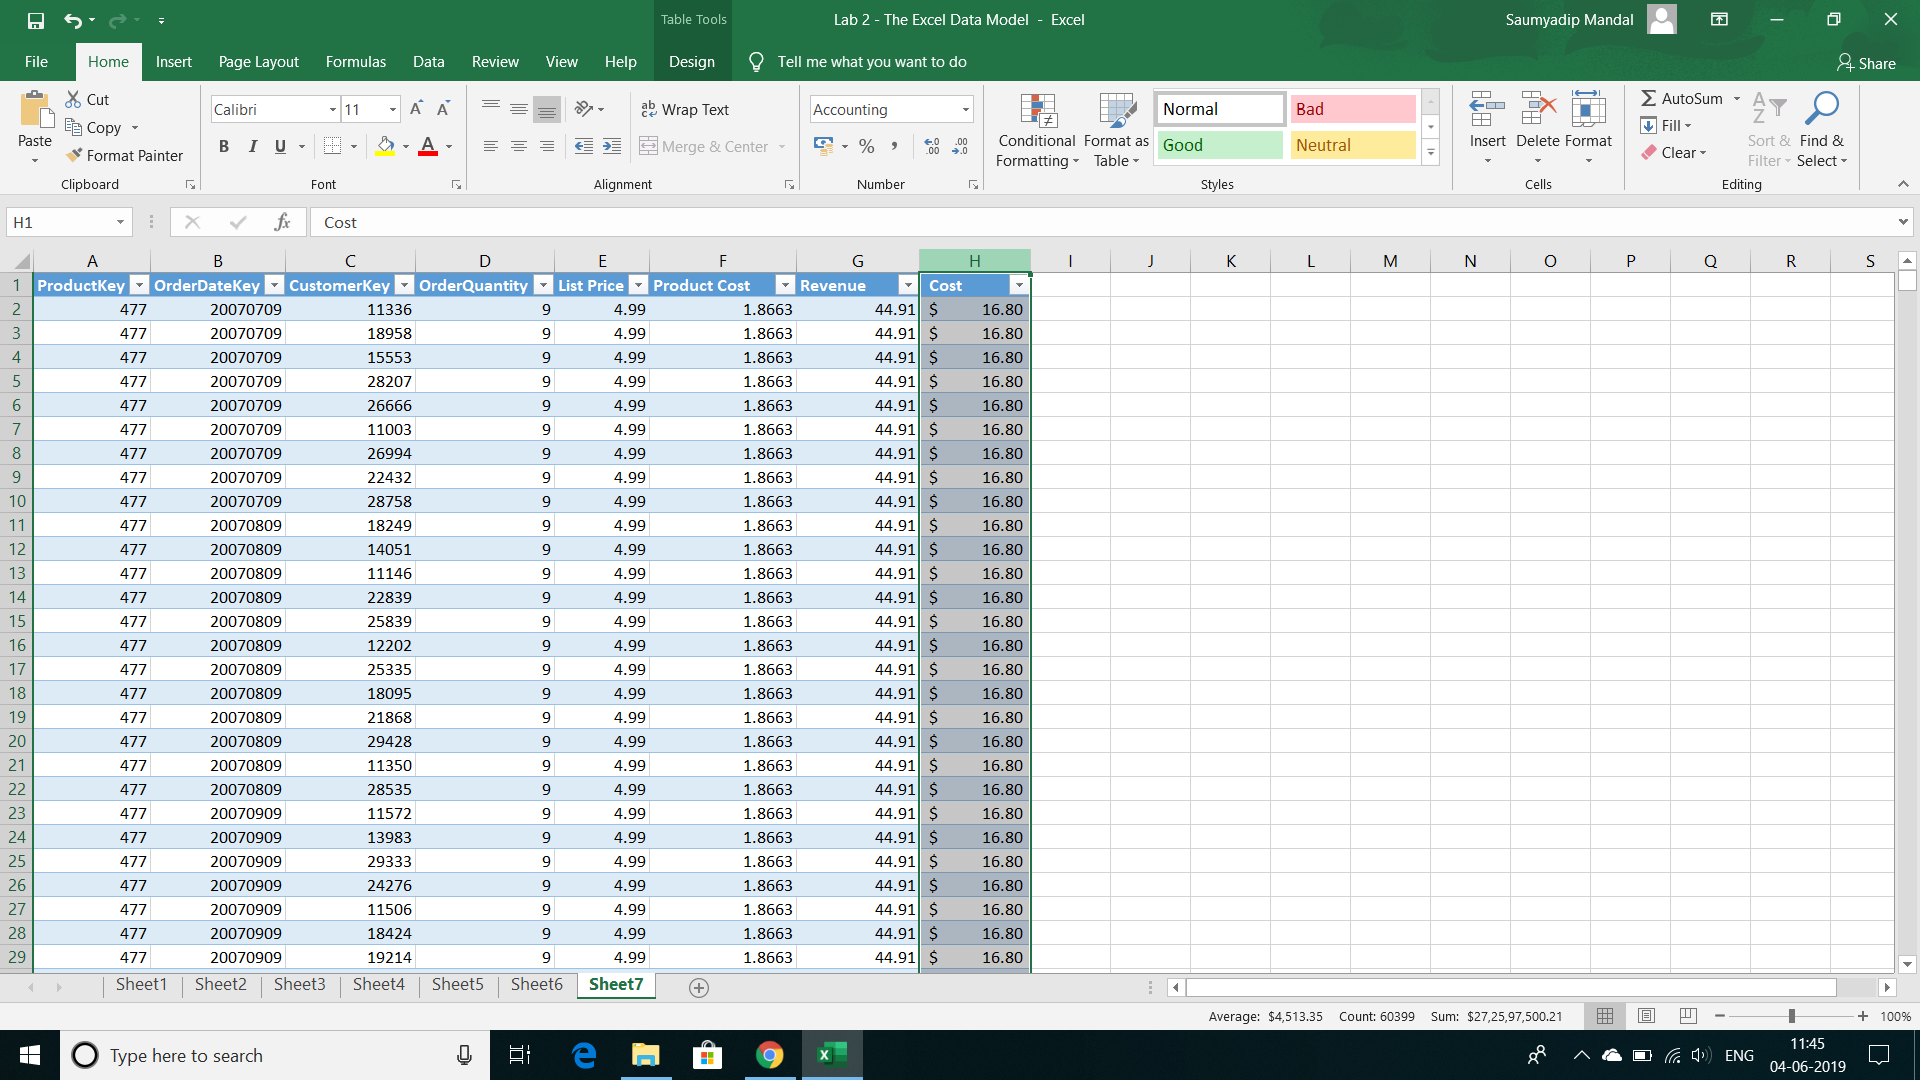 Table Tools
Lab 2 - The Excel Data Model - Excel
Saumyadip Mandal
File Home Insert Page Layout Formulas Data Review View Help Design Tell me what you want to do Share
Cut
Copy
Format Painter
Paste
Clipboard
Calibri 11
B I U
Font
Wrap Text
Merge & Center
Alignment
Accounting
Number
Conditional Formatting
Format as Table
Normal Bad
Good Neutral
Styles
Insert Delete Format
Cells
AutoSum
Fill
Clear
Sort & Filter
Find & Select
Editing
H1 fx Cost
A B C D E F G H I J K L M N O P Q R S
1 ProductKey OrderDateKey CustomerKey OrderQuantity List Price Product Cost Revenue Cost
2 477 20070709 11336 9 4.99 1.8663 44.91 $ 16.80
3 477 20070709 18958 9 4.99 1.8663 44.91 $ 16.80
4 477 20070709 15553 9 4.99 1.8663 44.91 $ 16.80
5 477 20070709 28207 9 4.99 1.8663 44.91 $ 16.80
6 477 20070709 26666 9 4.99 1.8663 44.91 $ 16.80
7 477 20070709 11003 9 4.99 1.8663 44.91 $ 16.80
8 477 20070709 26994 9 4.99 1.8663 44.91 $ 16.80
9 477 20070709 22432 9 4.99 1.8663 44.91 $ 16.80
10 477 20070709 28758 9 4.99 1.8663 44.91 $ 16.80
11 477 20070809 18249 9 4.99 1.8663 44.91 $ 16.80
12 477 20070809 14051 9 4.99 1.8663 44.91 $ 16.80
13 477 20070809 11146 9 4.99 1.8663 44.91 $ 16.80
14 477 20070809 22839 9 4.99 1.8663 44.91 $ 16.80
15 477 20070809 25839 9 4.99 1.8663 44.91 $ 16.80
16 477 20070809 12202 9 4.99 1.8663 44.91 $ 16.80
17 477 20070809 25335 9 4.99 1.8663 44.91 $ 16.80
18 477 20070809 18095 9 4.99 1.8663 44.91 $ 16.80
19 477 20070809 21868 9 4.99 1.8663 44.91 $ 16.80
20 477 20070809 29428 9 4.99 1.8663 44.91 $ 16.80
21 477 20070809 11350 9 4.99 1.8663 44.91 $ 16.80
22 477 20070809 28535 9 4.99 1.8663 44.91 $ 16.80
23 477 20070909 11572 9 4.99 1.8663 44.91 $ 16.80
24 477 20070909 13983 9 4.99 1.8663 44.91 $ 16.80
25 477 20070909 29333 9 4.99 1.8663 44.91 $ 16.80
26 477 20070909 24276 9 4.99 1.8663 44.91 $ 16.80
27 477 20070909 11506 9 4.99 1.8663 44.91 $ 16.80
28 477 20070909 18424 9 4.99 1.8663 44.91 $ 16.80
29 477 20070909 19214 9 4.99 1.8663 44.91 $ 16.80
Sheet1 Sheet2 Sheet3 Sheet4 Sheet5 Sheet6 Sheet7
Average: $4,513.35 Count: 60399 Sum: $27,25,97,500.21 100%
Type here to search
ENG
11:45
04-06-2019